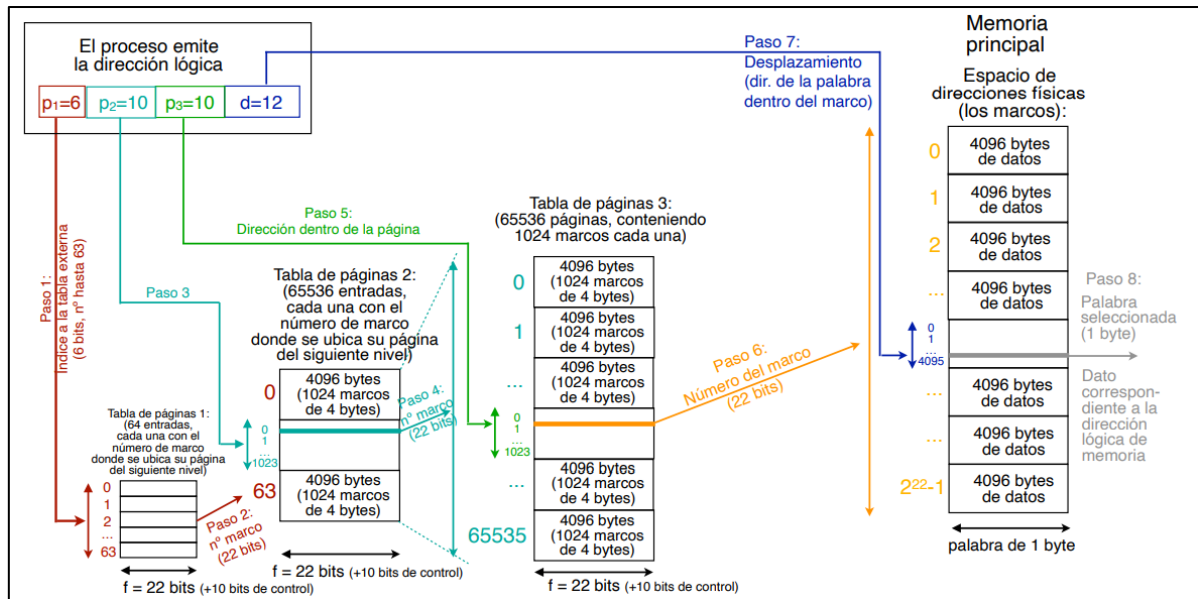 El proceso emite
la dirección lógica
p1=6
p2=10
p3=10
d=12
Paso 1:
Índice a la tabla externa
(6 bits, nº hasta 63)
Paso 3
Paso 5:
Dirección dentro de la página
Paso 7:
Desplazamiento
(dir. de la palabra
dentro del marco)
Tabla de páginas 1:
(64 entradas,
cada una con el
número de marco
donde se ubica su página
del siguiente nivel)
0
1
2
...
63
Paso 2:
nº marco
(22 bits)
f = 22 bits (+10 bits de control)
Tabla de páginas 2:
(65536 entradas,
cada una con el
número de marco
donde se ubica su página
del siguiente nivel)
0
4096 bytes
(1024 marcos
de 4 bytes)
0
1
...
1023
63
4096 bytes
(1024 marcos
de 4 bytes)
Paso 4:
nº marco
(22 bits)
f = 22 bits (+10 bits de control)
Tabla de páginas 3:
(65536 páginas, conteniendo
1024 marcos cada una)
0
4096 bytes
(1024 marcos
de 4 bytes)
1
4096 bytes
(1024 marcos
de 4 bytes)
...
4096 bytes
(1024 marcos
de 4 bytes)
0
1
...
1023
...
4096 bytes
(1024 marcos
de 4 bytes)
65535
4096 bytes
(1024 marcos
de 4 bytes)
f = 22 bits (+10 bits de control)
Paso 6:
Número del marco
(22 bits)
Memoria
principal
Espacio de
direcciones físicas
(los marcos):
0
4096 bytes
de datos
1
4096 bytes
de datos
2
4096 bytes
de datos
...
4096 bytes
de datos
0
1
...
4095
...
4096 bytes
de datos
...
4096 bytes
de datos
2²²-1
4096 bytes
de datos
palabra de 1 byte
Paso 8:
Palabra
seleccionada
(1 byte)
Dato
correspon-
diente a la
dirección
lógica de
memoria